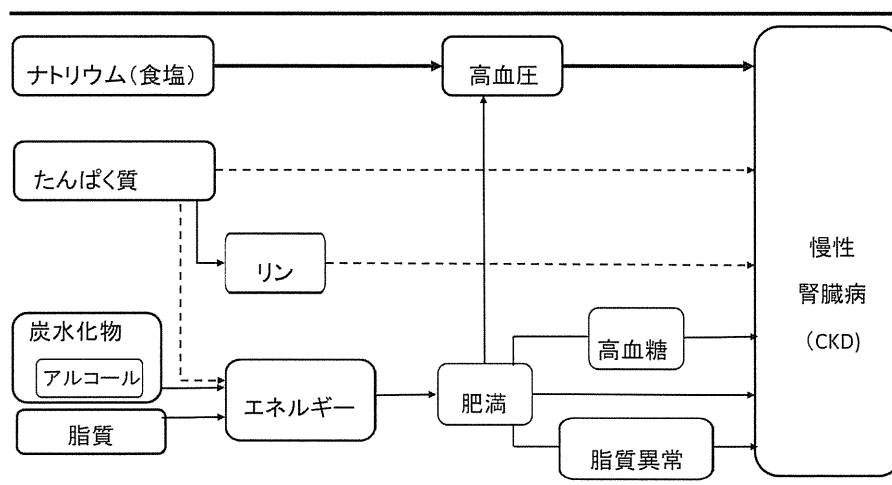 ナトリウム(食塩)
高血圧
たんぱく質
リン
慢性
腎臓病
(CKD)
炭水化物
アルコール
高血糖
エネルギー
肥満
脂質
脂質異常